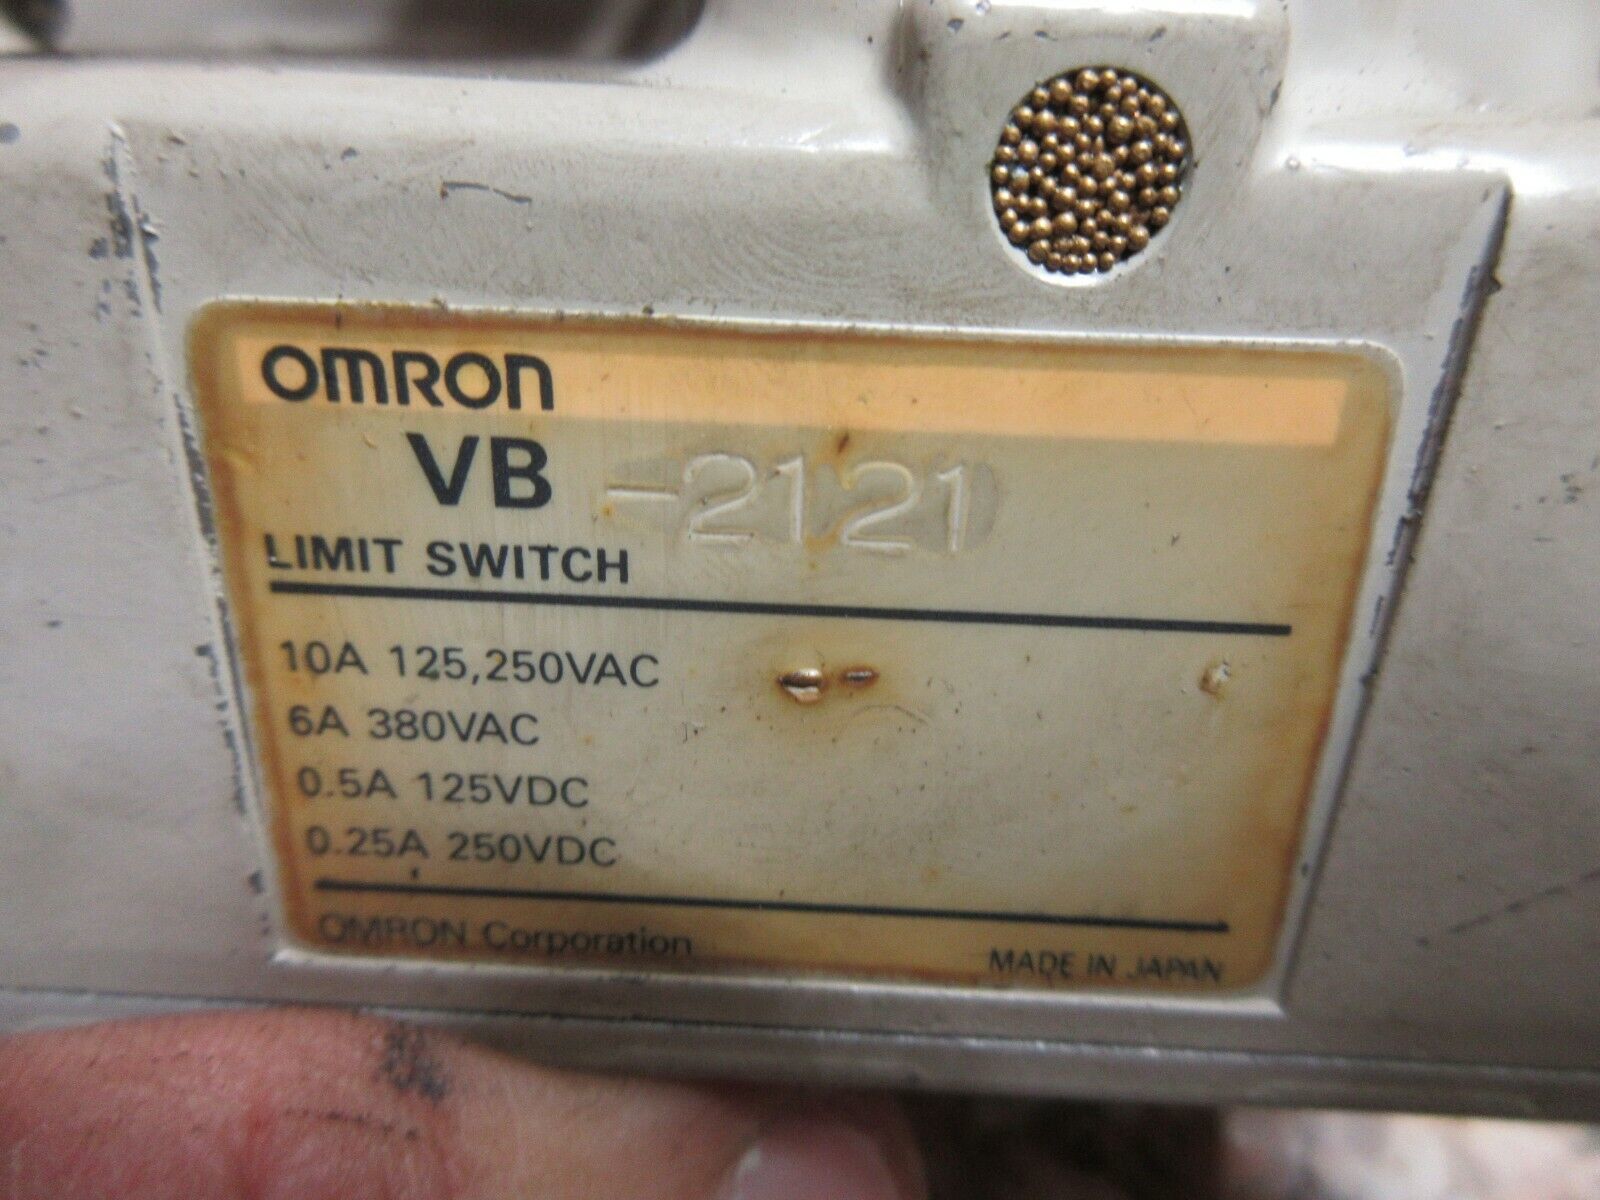 OMRON
VB -2121
LIMIT SWITCH
10A 125,250VAC
6A 380VAC
0.5A 125VDC
0.25A 250VDC
OMRON Corporation
MADE IN JAPAN